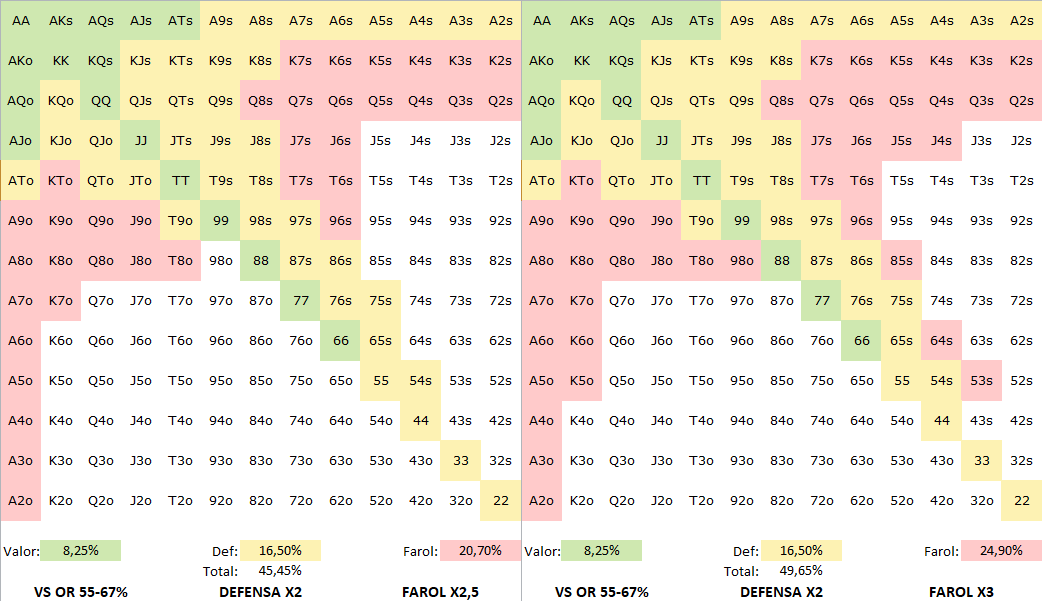 AA AKs AQs AJs ATs A9s A8s A7s A6s A5s A4s A3s A2s AA AKs AQs AJs ATs A9s A8s A7s A6s A5s A4s A3s A2s
AKo KK KQs KJs KTs K9s K8s K7s K6s K5s K4s K3s K2s AKo KK KQs KJs KTs K9s K8s K7s K6s K5s K4s K3s K2s
AQo KQo QQ QJs QTs Q9s Q8s Q7s Q6s Q5s Q4s Q3s Q2s AQo KQo QQ QJs QTs Q9s Q8s Q7s Q6s Q5s Q4s Q3s Q2s
AJo KJo QJo JJ JTs J9s J8s J7s J6s J5s J4s J3s J2s AJo KJo QJo JJ JTs J9s J8s J7s J6s J5s J4s J3s J2s
ATo KTo QTo JTo TT T9s T8s T7s T6s T5s T4s T3s T2s ATo KTo QTo JTo TT T9s T8s T7s T6s T5s T4s T3s T2s
A9o K9o Q9o J9o T9o 99 98s 97s 96s 95s 94s 93s 92s A9o K9o Q9o J9o T9o 99 98s 97s 96s 95s 94s 93s 92s
A8o K8o Q8o J8o T8o 98o 88 87s 86s 85s 84s 83s 82s A8o K8o Q8o J8o T8o 98o 88 87s 86s 85s 84s 83s 82s
A7o K7o Q7o J7o T7o 97o 87o 77 76s 75s 74s 73s 72s A7o K7o Q7o J7o T7o 97o 87o 77 76s 75s 74s 73s 72s
A6o K6o Q6o J6o T6o 96o 86o 76o 66 65s 64s 63s 62s A6o K6o Q6o J6o T6o 96o 86o 76o 66 65s 64s 63s 62s
A5o K5o Q5o J5o T5o 95o 85o 75o 65o 55 54s 53s 52s A5o K5o Q5o J5o T5o 95o 85o 75o 65o 55 54s 53s 52s
A4o K4o Q4o J4o T4o 94o 84o 74o 64o 54o 44 43s 42s A4o K4o Q4o J4o T4o 94o 84o 74o 64o 54o 44 43s 42s
A3o K3o Q3o J3o T3o 93o 83o 73o 63o 53o 43o 33 32s A3o K3o Q3o J3o T3o 93o 83o 73o 63o 53o 43o 33 32s
A2o K2o Q2o J2o T2o 92o 82o 72o 62o 52o 42o 32o 22 A2o K2o Q2o J2o T2o 92o 82o 72o 62o 52o 42o 32o 22
Valor: 8,25% Def: 16,50% Farol: 20,70% Valor: 8,25% Def: 16,50% Farol: 24,90%
Total: 45,45% Total: 49,65%
VS OR 55-67% DEFENSA X2 FAROL X2,5 VS OR 55-67% DEFENSA X2 FAROL X3